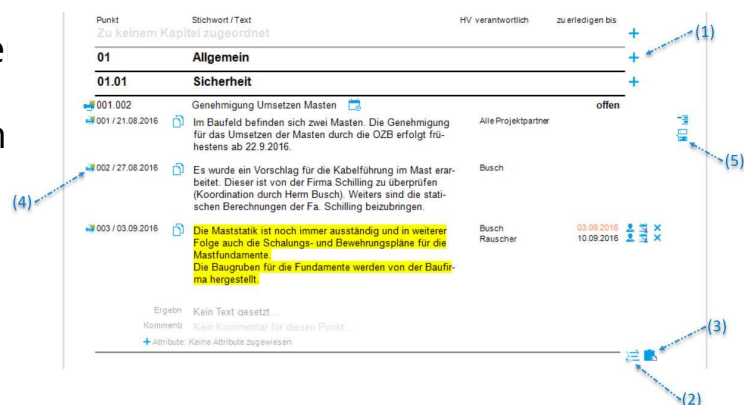 e
n
Punkt Stichwort / Text HV verantwortlich zu erledigen bis
Zu keinem Kapitel zugeordnet
(1)
01 Allgemein
01.01 Sicherheit
001.002 Genehmigung Umsetzen Masten offen
001 / 21.08.2016 Im Baufeld befinden sich zwei Masten. Die Genehmigung Alle Projektpartner
für das Umsetzen der Masten durch die OZB erfolgt frü-
hestens ab 22.9.2016.
(5)
002 / 27.08.2016 Es wurde ein Vorschlag für die Kabelführung im Mast erar- Busch
beitet. Dieser ist von der Firma Schilling zu überprüfen
(Koordination durch Herrn Busch). Weiters sind die stati-
schen Berechnungen der Fa. Schilling beizubringen.
(4)
003 / 03.09.2016 Die Maststatik ist noch immer ausständig und in weiterer Busch 03.09.2016
Folge auch die Schalungs- und Bewehrungspläne für die Rauscher 10.09.2016
Mastfundamente.
Die Baugruben für die Fundamente werden von der Baufir-
ma hergestellt.
Ergebn Kein Text gesetzt...
Kommenta Kein Kommentar für diesen Punkt...
+ Attribute: Keine Attribute zugewiesen
(3)
(2)